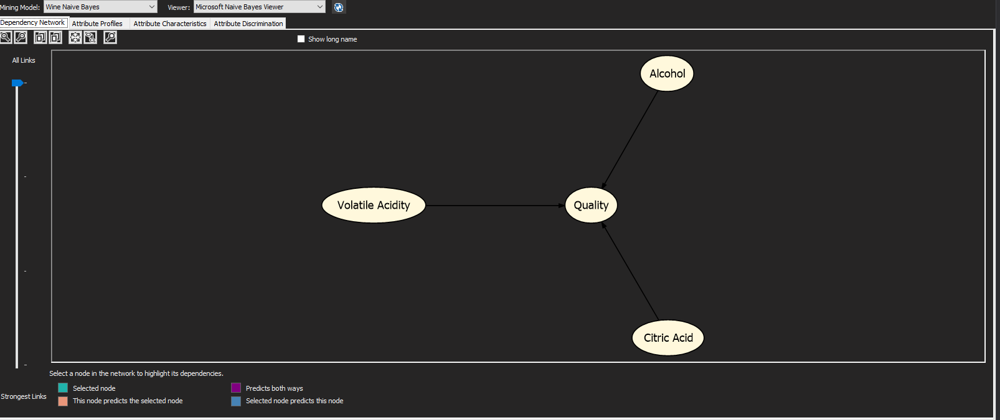 Mining Model: Wine Naive Bayes Viewer: Microsoft Naive Bayes Viewer
Dependency Network Attribute Profiles Attribute Characteristics Attribute Discrimination
Show long name
All Links
Alcohol
Volatile Acidity
Quality
Citric Acid
Select a node in the network to highlight its dependencies.
Selected node Predicts both ways
Strongest Links
This node predicts the selected node Selected node predicts this node